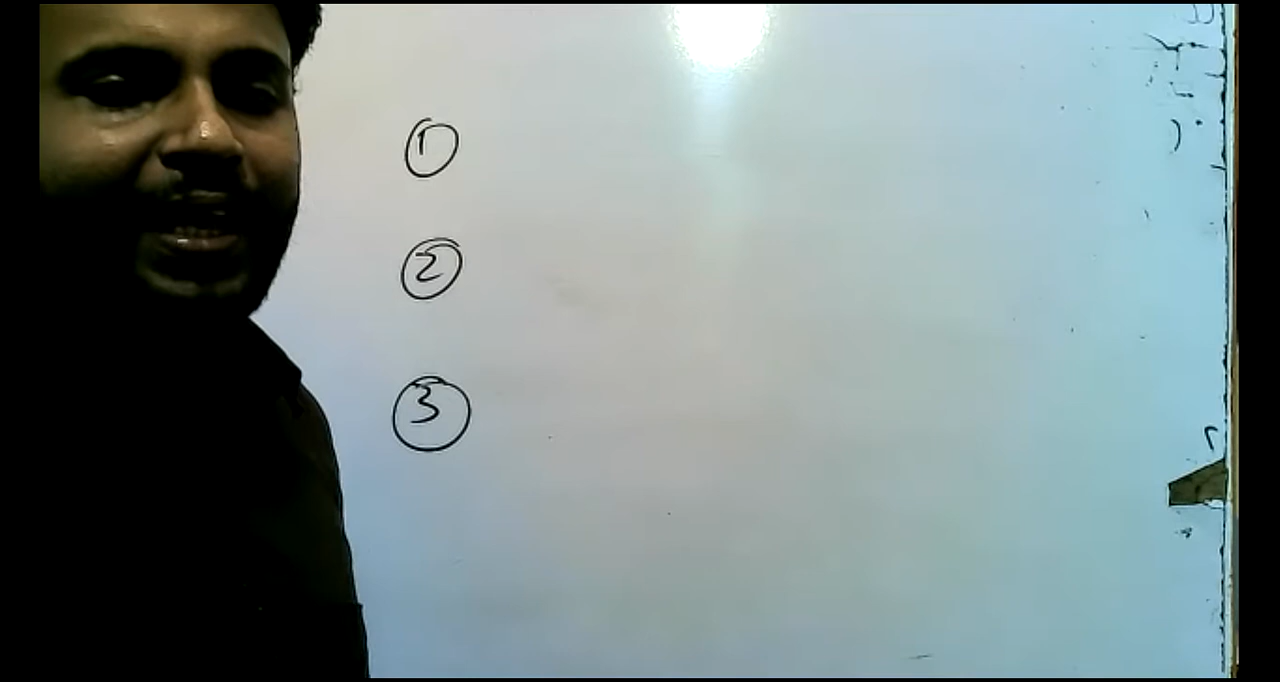 ①
②
③